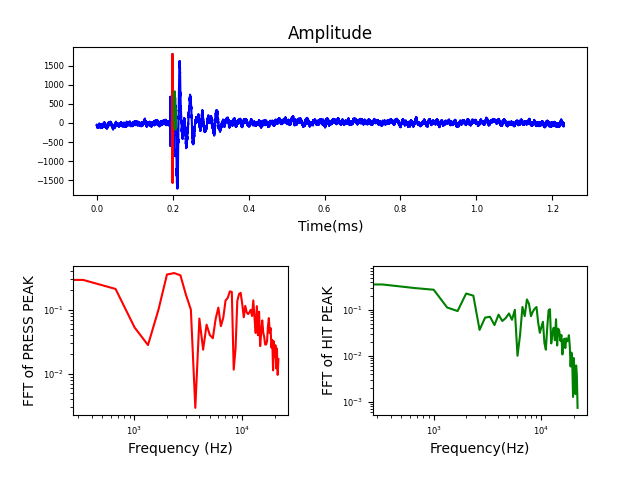 Amplitude
1500
1000
500
0
−500
−1000
−1500
0.0 0.2 0.4 0.6 0.8 1.0 1.2
Time(ms)
FFT of PRESS PEAK
10⁻¹
10⁻²
10³ 10⁴
Frequency (Hz)
FFT of HIT PEAK
10⁻¹
10⁻²
10⁻³
10³ 10⁴
Frequency(Hz)